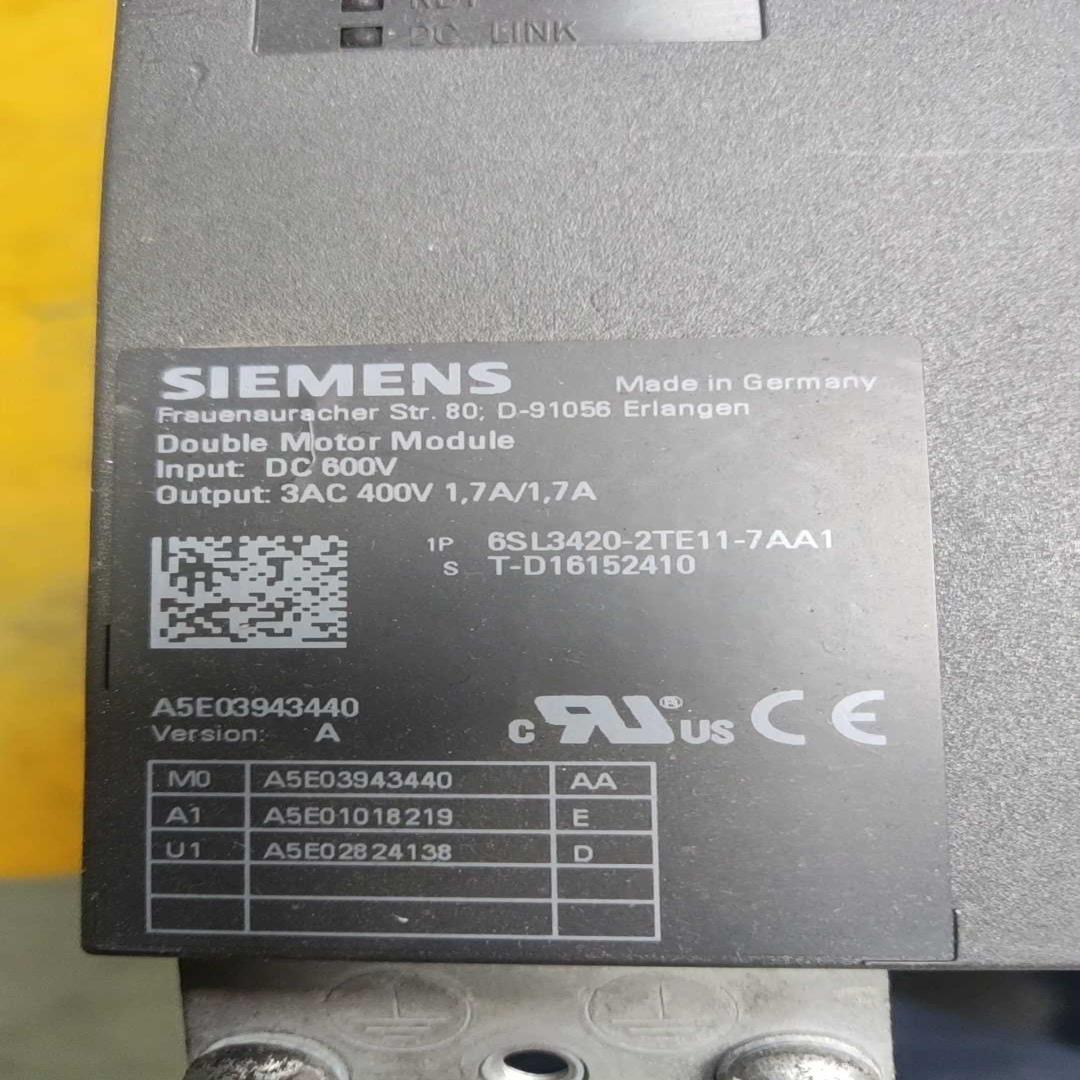 RDY
DC LINK
SIEMENS Made in Germany
Frauenauracher Str. 80; D-91056 Erlangen
Double Motor Module
Input: DC 600V
Output: 3AC 400V 1,7A/1,7A
1P 6SL3420-2TE11-7AA1
S T-D16152410
A5E03943440
Version: A
c RU ® US CE
M0 A5E03943440 AA
A1 A5E01018219 E
U1 A5E02824138 D